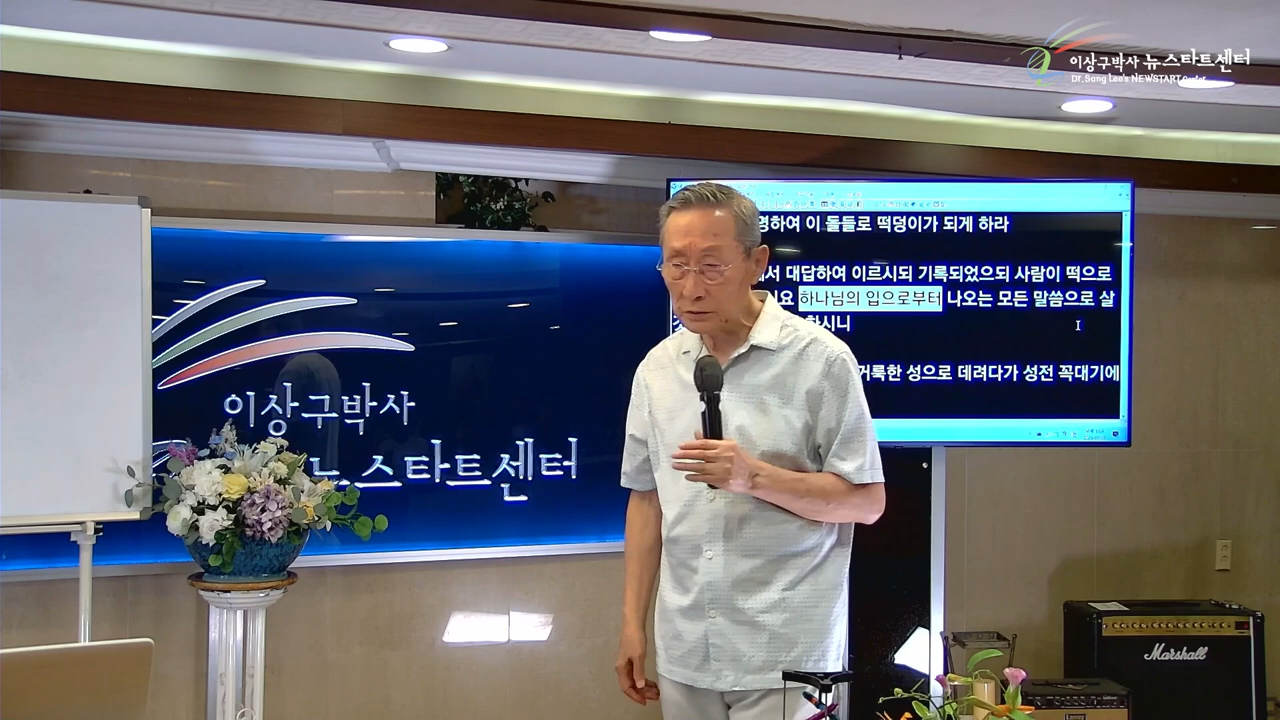 이상구박사 뉴스타트센터
Dr.Sang Lee's NEWSTART Center
명하여 이 돌들로 떡덩이가 되게 하라
대답하여 이르시되 기록되었으되 사람이 떡으로
하나님의 입으로부터 나오는 모든 말씀으로 살
하시니
거룩한 성으로 데려다가 성전 꼭대기에
이상구박사
뉴스타트센터
Marshall